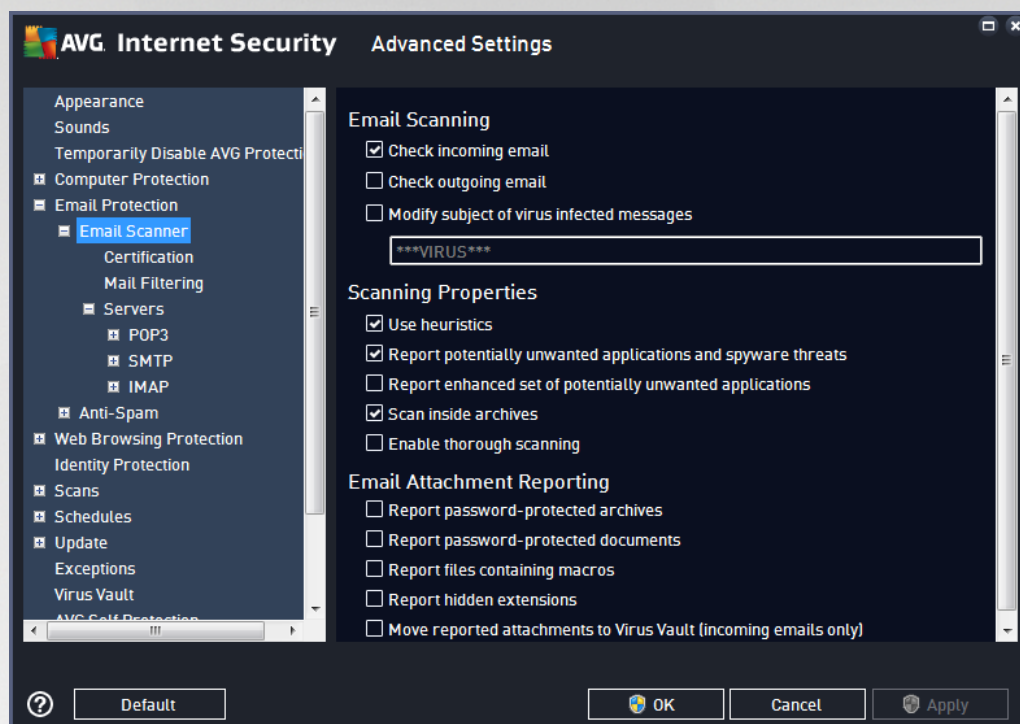 AVG. Internet Security Advanced Settings
Appearance
Sounds
Temporarily Disable AVG Protecti
Computer Protection
Email Protection
Email Scanner
Certification
Mail Filtering
Servers
POP3
SMTP
IMAP
Anti-Spam
Web Browsing Protection
Identity Protection
Scans
Schedules
Update
Exceptions
Virus Vault
AVG Self Protection
Email Scanning
Check incoming email
Check outgoing email
Modify subject of virus infected messages
***VIRUS***
Scanning Properties
Use heuristics
Report potentially unwanted applications and spyware threats
Report enhanced set of potentially unwanted applications
Scan inside archives
Enable thorough scanning
Email Attachment Reporting
Report password-protected archives
Report password-protected documents
Report files containing macros
Report hidden extensions
Move reported attachments to Virus Vault (incoming emails only)
? Default OK Cancel Apply